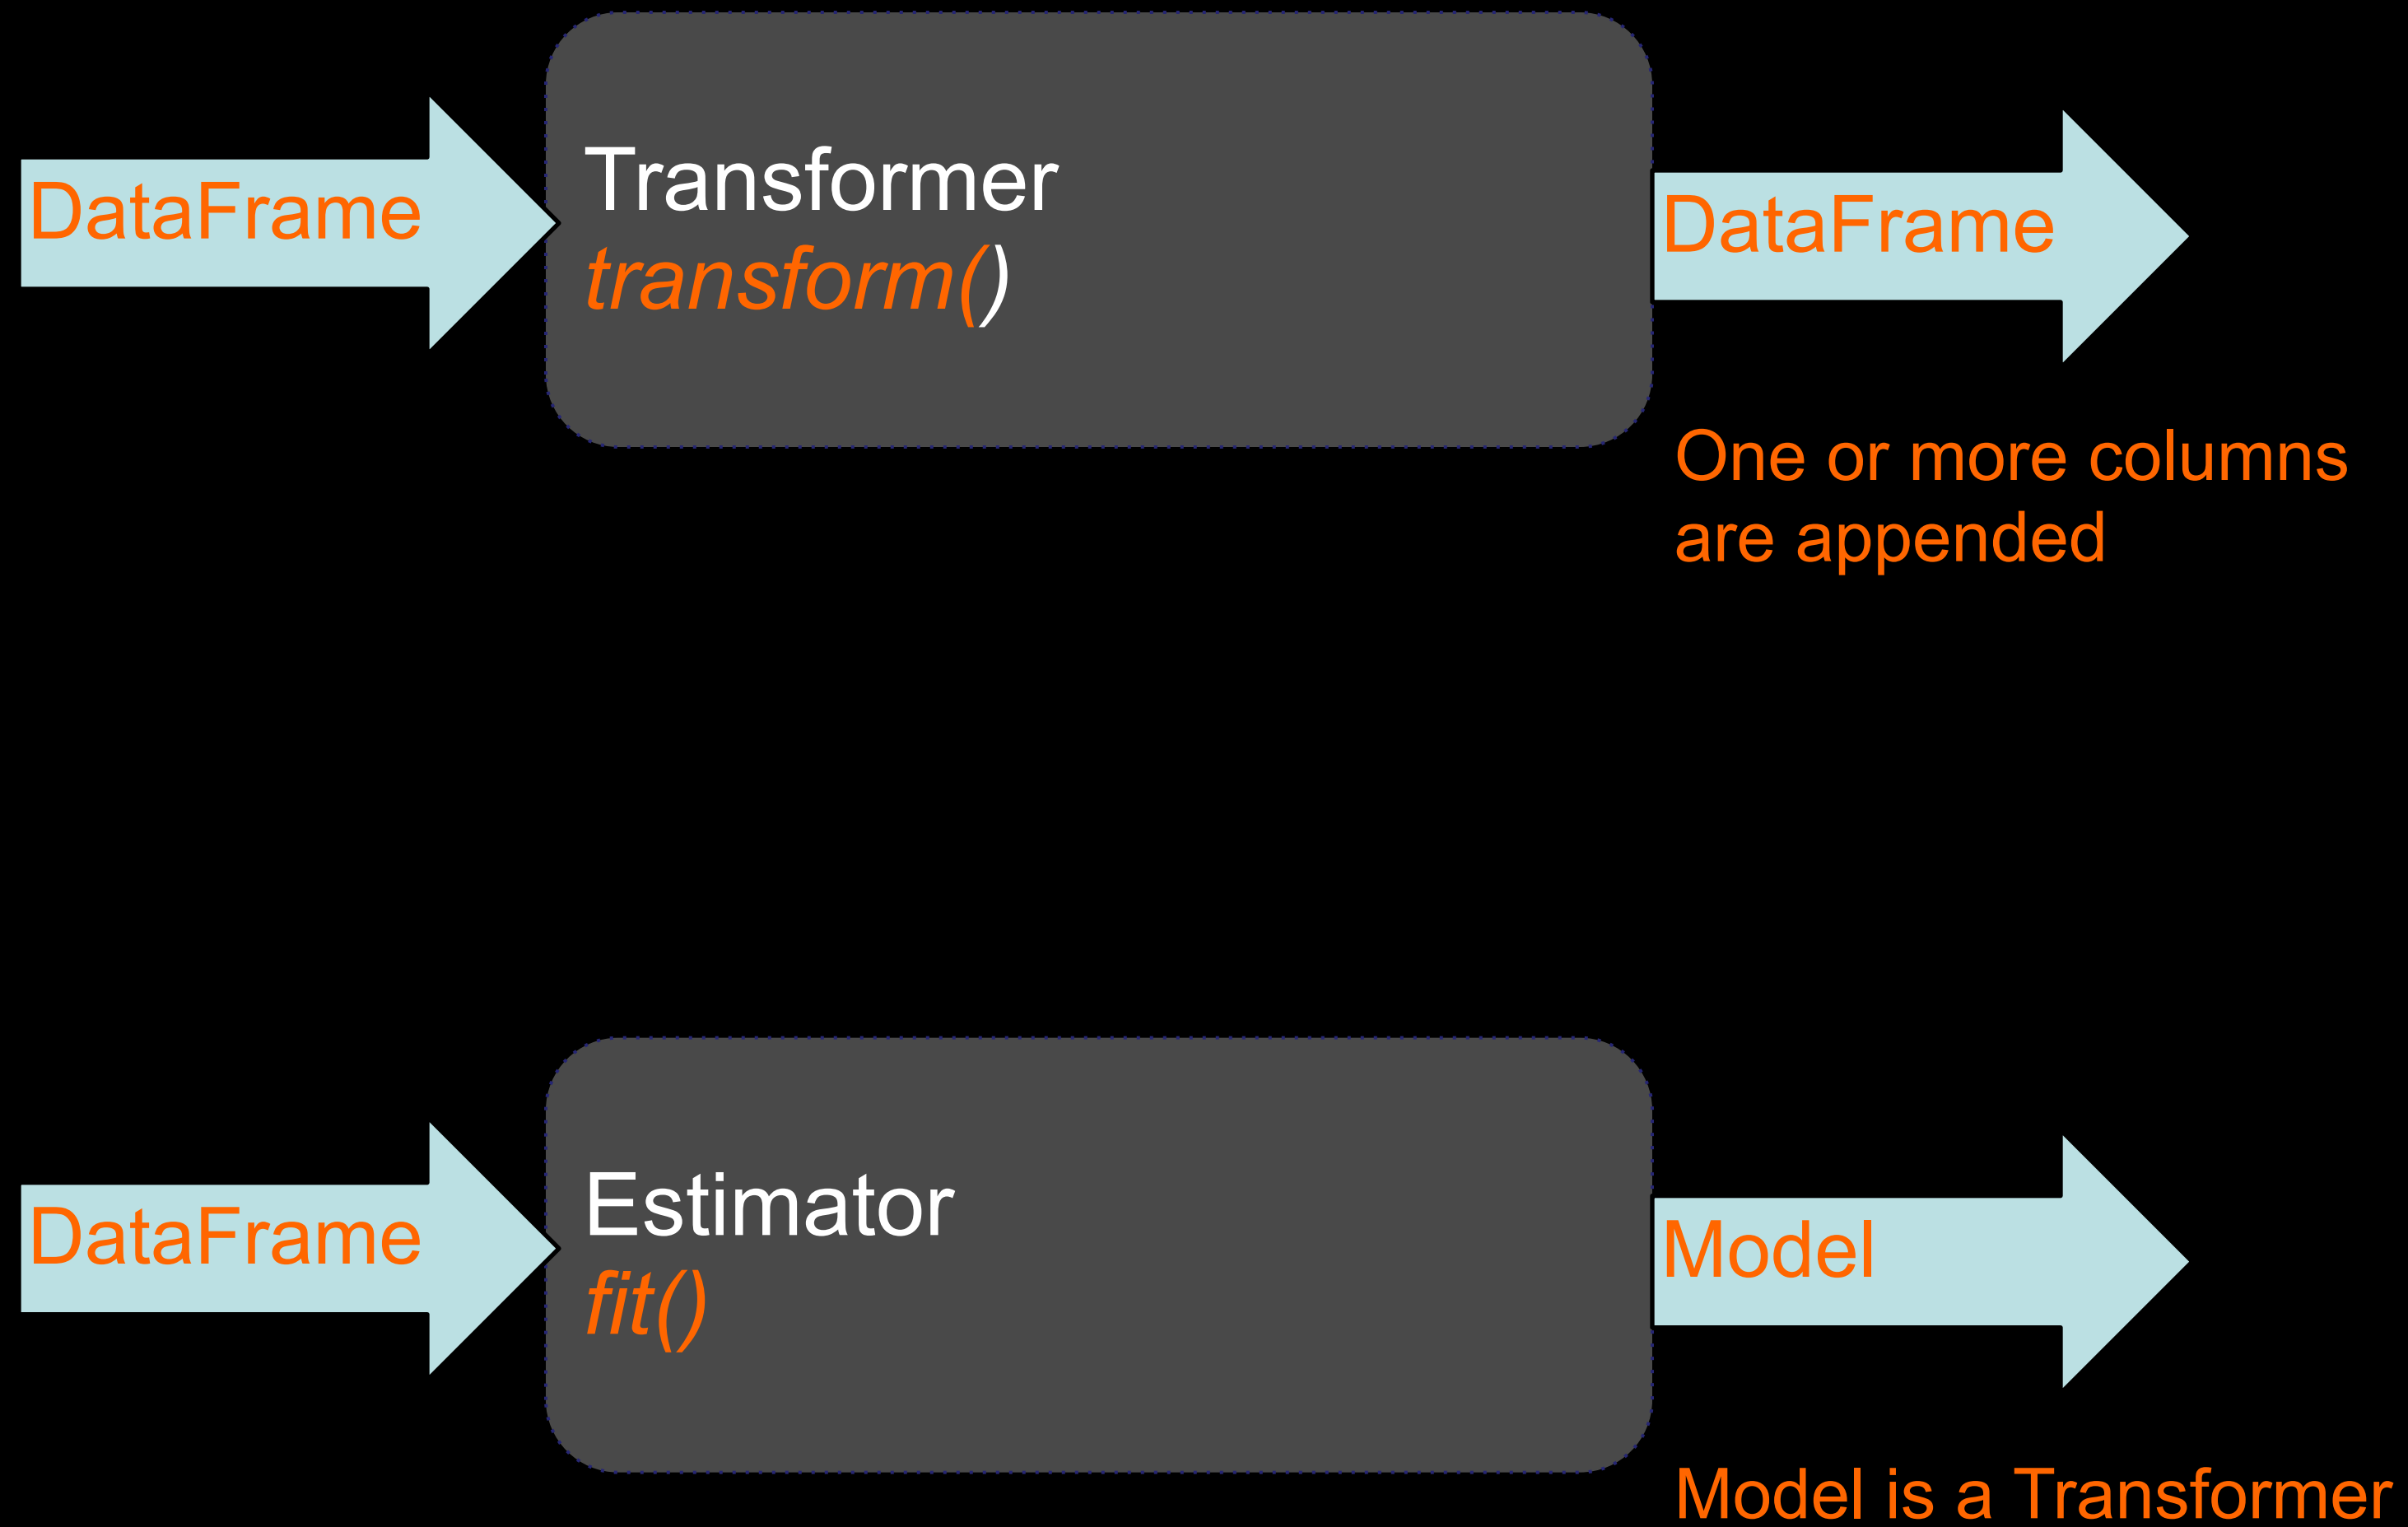 DataFrame
Transformer
transform()
DataFrame
One or more columns
are appended
DataFrame
Estimator
fit()
Model
Model is a Transformer